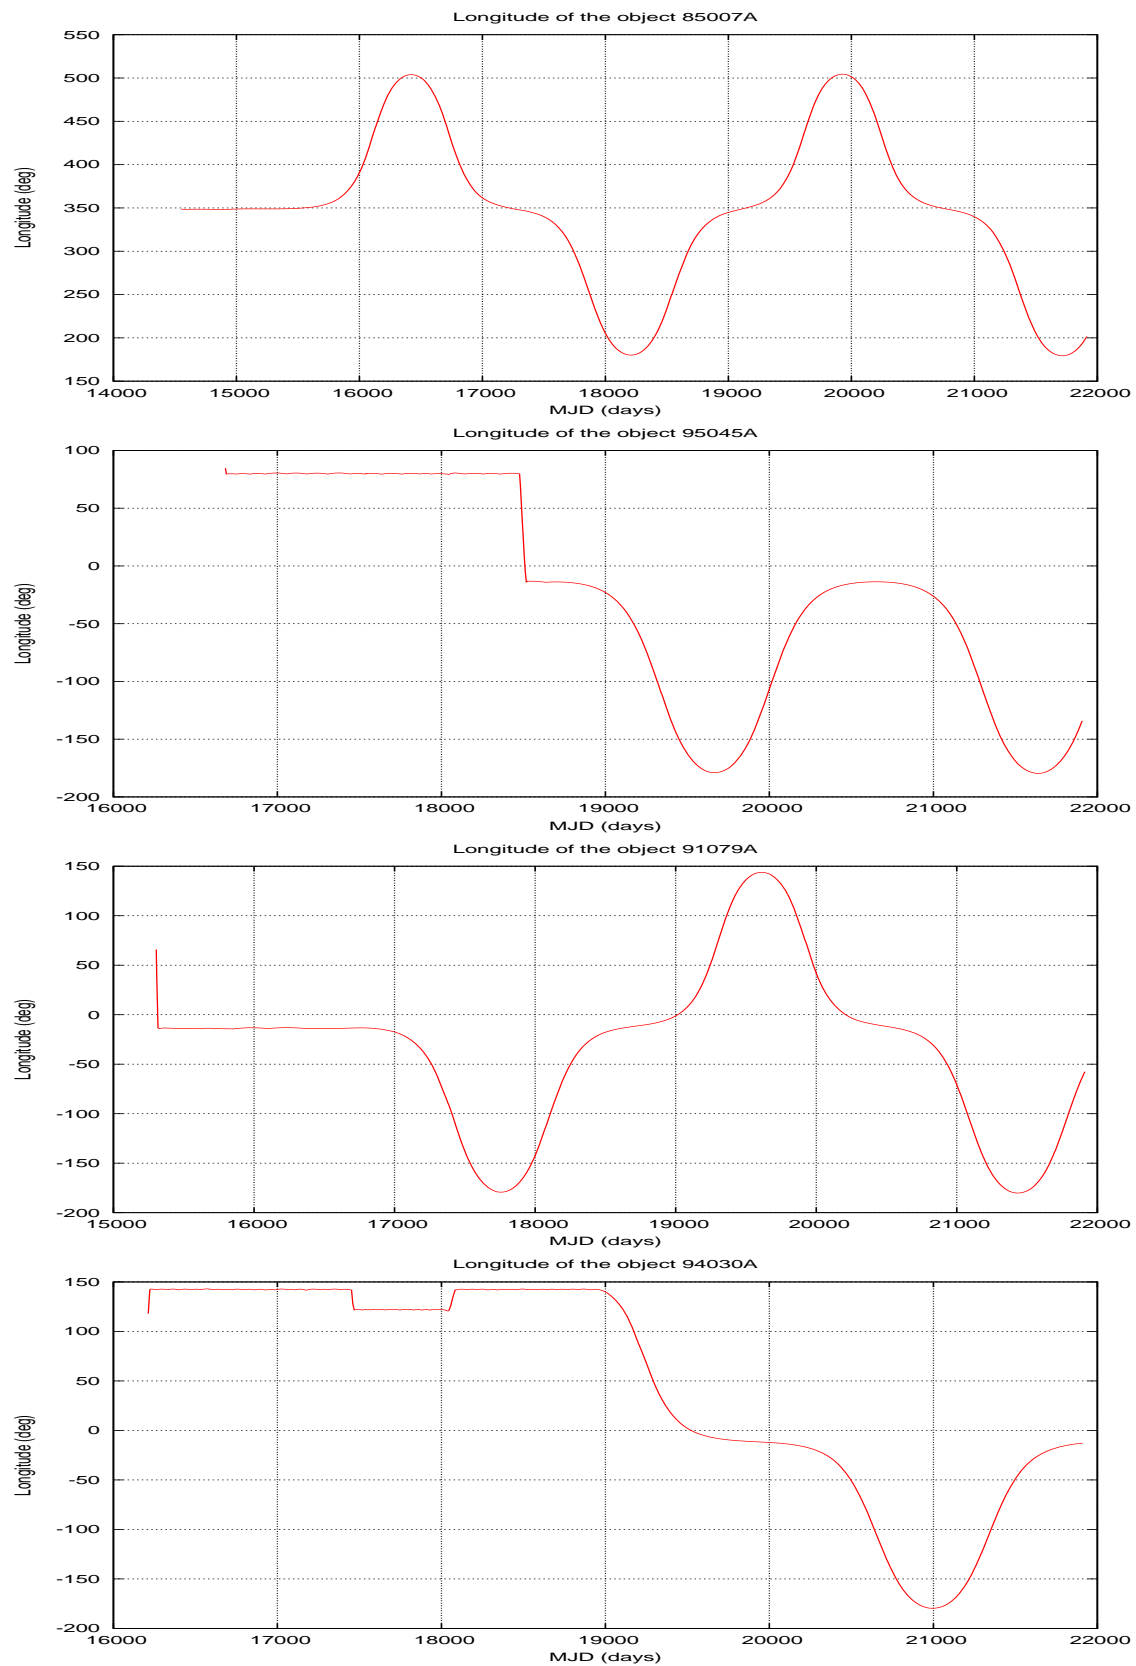 Longitude of the object 85007A
550
500
450
400
350
300
250
200
150
Longitude (deg)
14000 15000 16000 17000 18000 19000 20000 21000 22000
MJD (days)
Longitude of the object 95045A
100
50
0
-50
-100
-150
-200
Longitude (deg)
16000 17000 18000 19000 20000 21000 22000
MJD (days)
Longitude of the object 91079A
150
100
50
0
-50
-100
-150
-200
Longitude (deg)
15000 16000 17000 18000 19000 20000 21000 22000
MJD (days)
Longitude of the object 94030A
150
100
50
0
-50
-100
-150
-200
Longitude (deg)
16000 17000 18000 19000 20000 21000 22000
MJD (days)